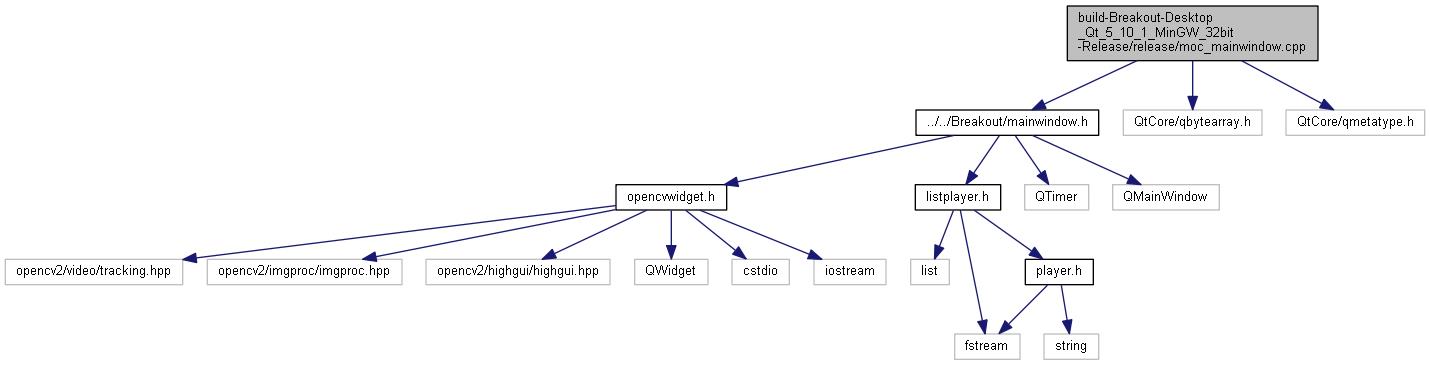 build-Breakout-Desktop
_Qt_5_10_1_MinGW_32bit
-Release/release/moc_mainwindow.cpp
../../Breakout/mainwindow.h
QtCore/qbytearray.h
QtCore/qmetatype.h
opencvwidget.h
listplayer.h
QTimer
QMainWindow
opencv2/video/tracking.hpp
opencv2/imgproc/imgproc.hpp
opencv2/highgui/highgui.hpp
QWidget
cstdio
iostream
list
player.h
fstream
string